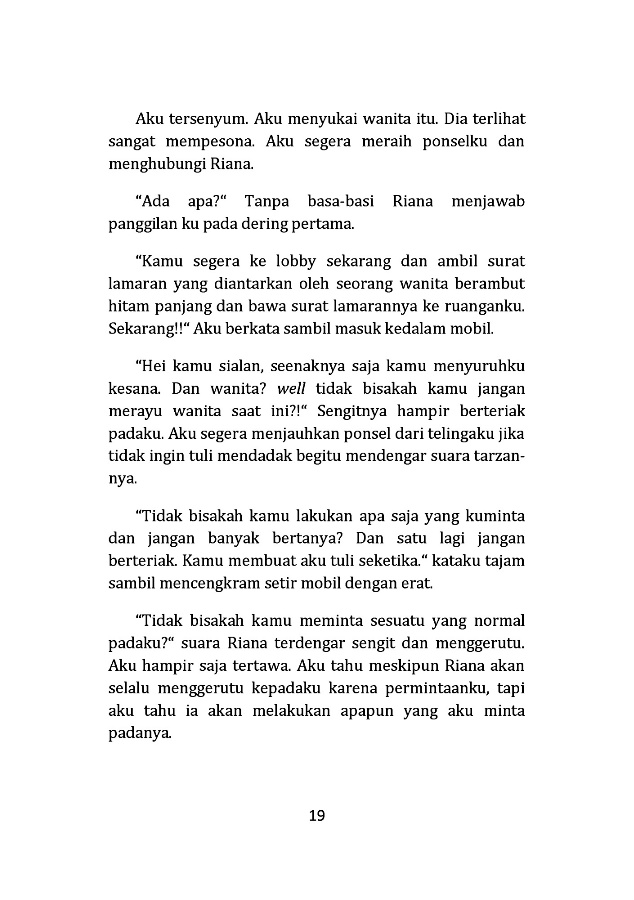 Aku tersenyum. Aku menyukai wanita itu. Dia terlihat
sangat mempesona. Aku segera meraih ponselku dan
menghubungi Riana.
“Ada apa?“ Tanpa basa-basi Riana menjawab
panggilan ku pada dering pertama.
“Kamu segera ke lobby sekarang dan ambil surat
lamaran yang diantarkan oleh seorang wanita berambut
hitam panjang dan bawa surat lamarannya ke ruanganku.
Sekarang!!“ Aku berkata sambil masuk kedalam mobil.
“Hei kamu sialan, seenaknya saja kamu menyuruhku
kesana. Dan wanita? well tidak bisakah kamu jangan
merayu wanita saat ini?!“ Sengitnya hampir berteriak
padaku. Aku segera menjauhkan ponsel dari telingaku jika
tidak ingin tuli mendadak begitu mendengar suara tarzan-
nya.
“Tidak bisakah kamu lakukan apa saja yang kuminta
dan jangan banyak bertanya? Dan satu lagi jangan
berteriak. Kamu membuat aku tuli seketika.“ kataku tajam
sambil mencengkram setir mobil dengan erat.
“Tidak bisakah kamu meminta sesuatu yang normal
padaku?“ suara Riana terdengar sengit dan menggerutu.
Aku hampir saja tertawa. Aku tahu meskipun Riana akan
selalu menggerutu kepadaku karena permintaanku, tapi
aku tahu ia akan melakukan apapun yang aku minta
padanya.
19